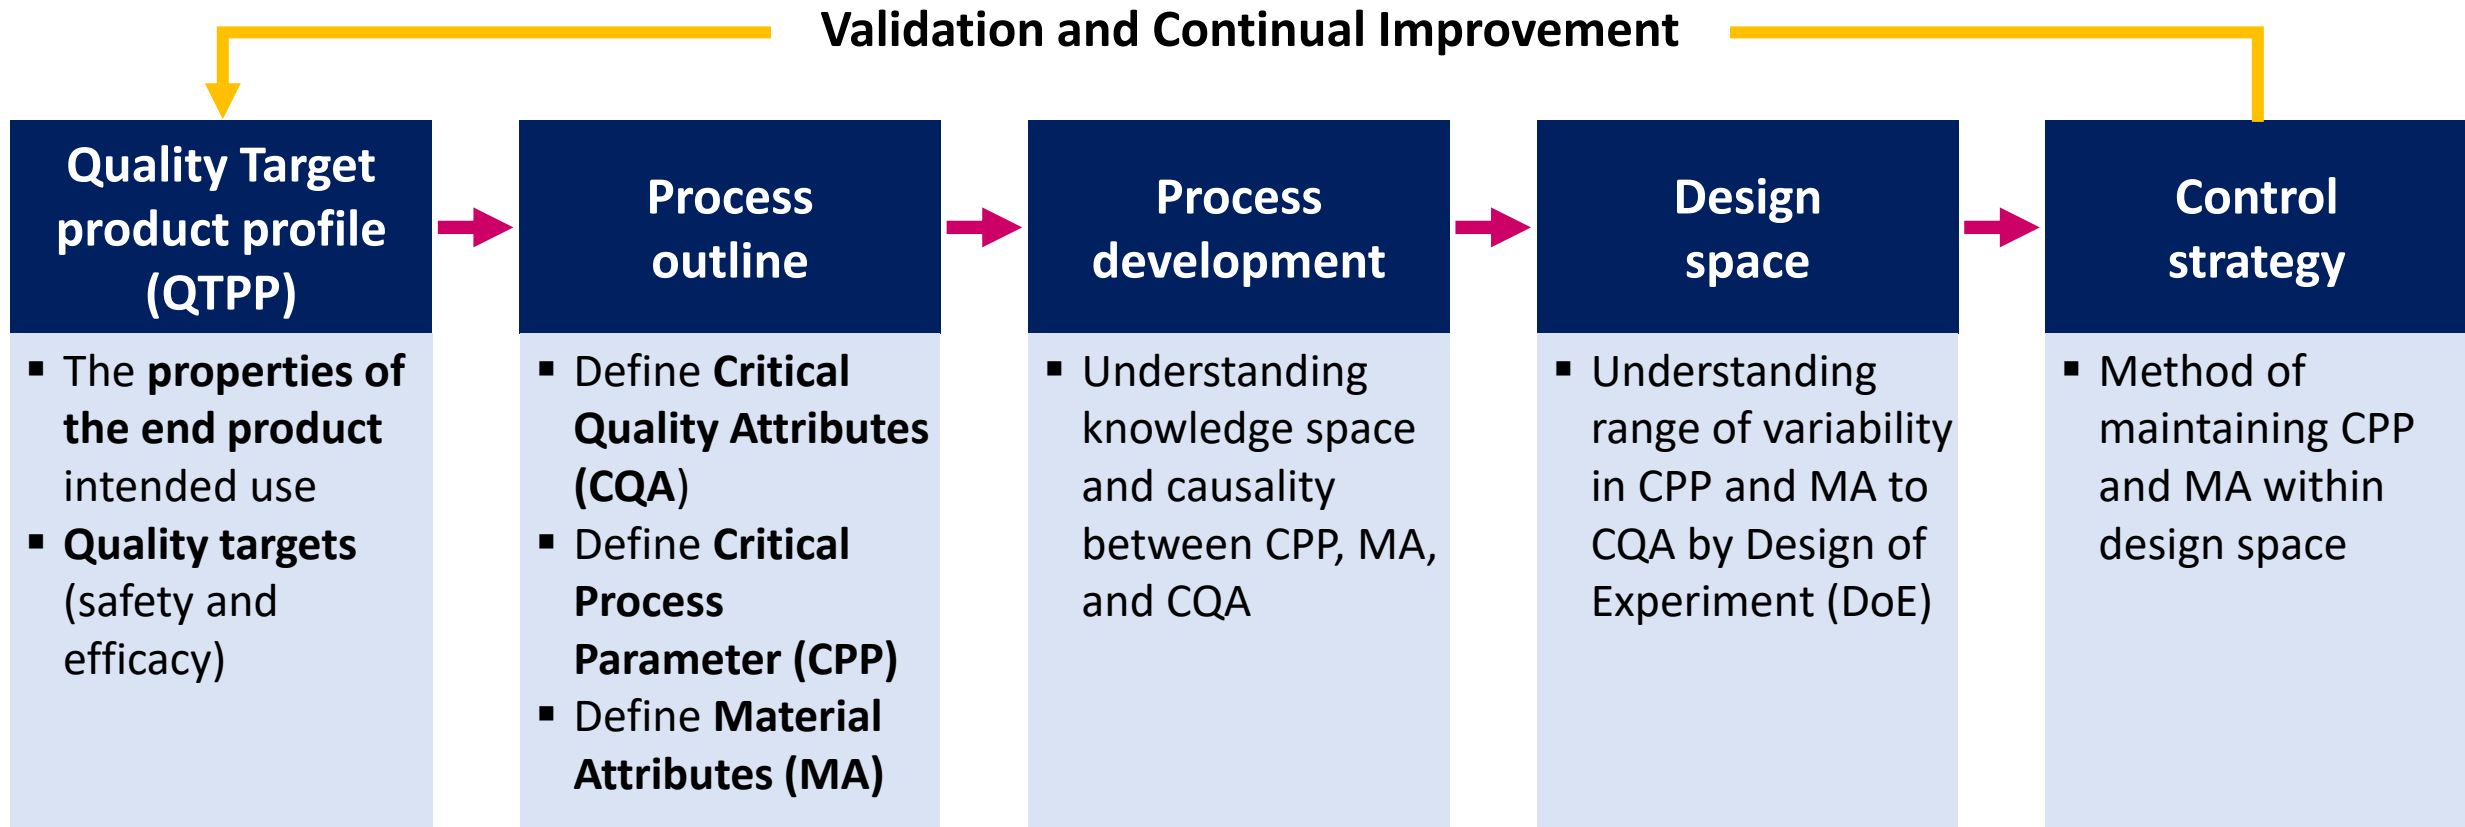 Validation and Continual Improvement
Quality Target
product profile
(QTPP)
▪ The properties of
the end product
intended use
▪ Quality targets
(safety and
efficacy)
Process
outline
▪ Define Critical
Quality Attributes
(CQA)
▪ Define Critical
Process
Parameter (CPP)
▪ Define Material
Attributes (MA)
Process
development
▪ Understanding
knowledge space
and causality
between CPP, MA,
and CQA
Design
space
▪ Understanding
range of variability
in CPP and MA to
CQA by Design of
Experiment (DoE)
Control
strategy
▪ Method of
maintaining CPP
and MA within
design space